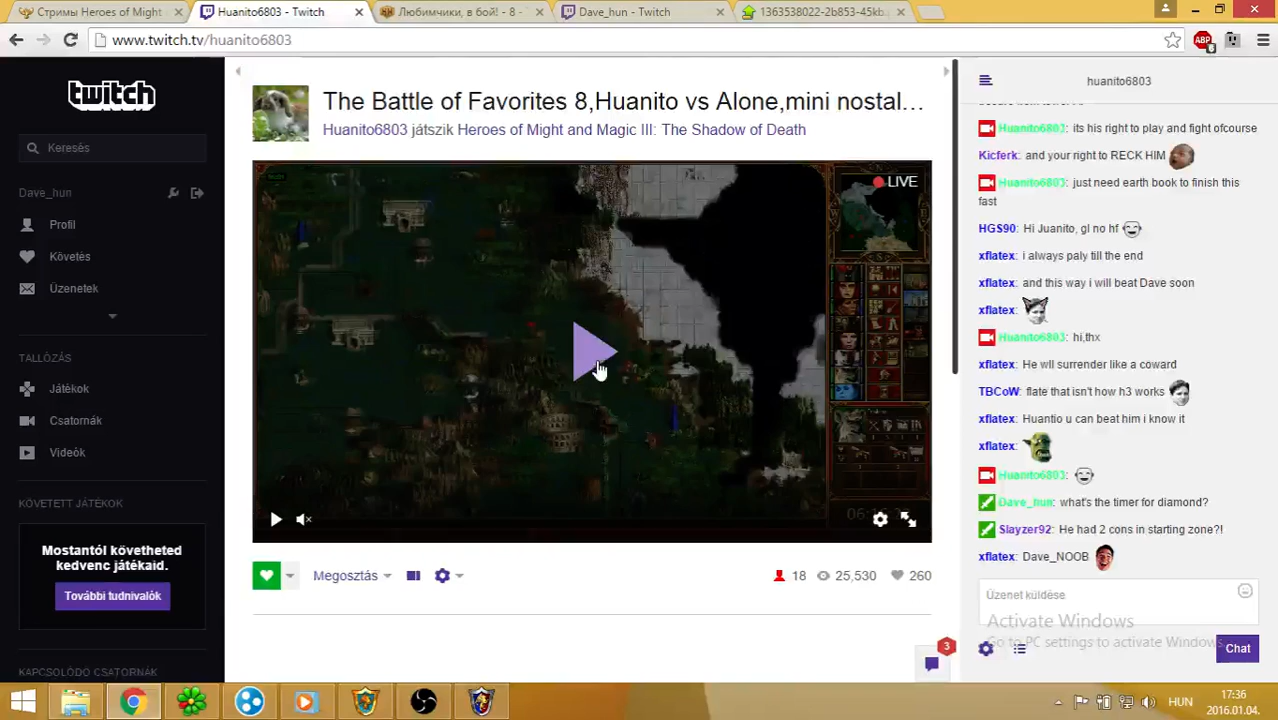 Стримы Heroes of Might
Huanito6803 - Twitch
Любимчики, в бой! - 8 -
Dave_hun - Twitch
1363538022-2b853-45kb
www.twitch.tv/huanito6803
ABP
6
twitch
Keresés
Dave_hun
Profil
Követés
Üzenetek
TALLÓZÁS
Játékok
Csatornák
Videók
KÖVETETT JÁTÉKOK
Mostantól követheted
kedvenc játékaid.
További tudnivalók
KAPCSOLÓDÓ CSATORNÁK
The Battle of Favorites 8,Huanito vs Alone,mini nostal...
Huanito6803 játszik Heroes of Might and Magic III: The Shadow of Death
LIVE
Megosztás
18
25,530
260
3
huanito6803
Huanito6803: its his right to play and fight ofcourse
Kicferk: and your right to RECK HIM
Huanito6803: just need earth book to finish this
fast
HGS90: Hi Juanito, gl no hf
xflatex: i always paly till the end
xflatex: and this way i will beat Dave soon
xflatex:
Huanito6803: hi,thx
xflatex: He wll surrender like a coward
TBCoW: flate that isn't how h3 works
xflatex: Huantio u can beat him i know it
xflatex:
Huanito6803:
Dave_hun: what's the timer for diamond?
Slayzer92: He had 2 cons in starting zone?!
xflatex: Dave_NOOB
Üzenet küldése
Activate Windows
Go to PC settings to activate Windows.
Chat
HUN
17:36
2016.01.04.